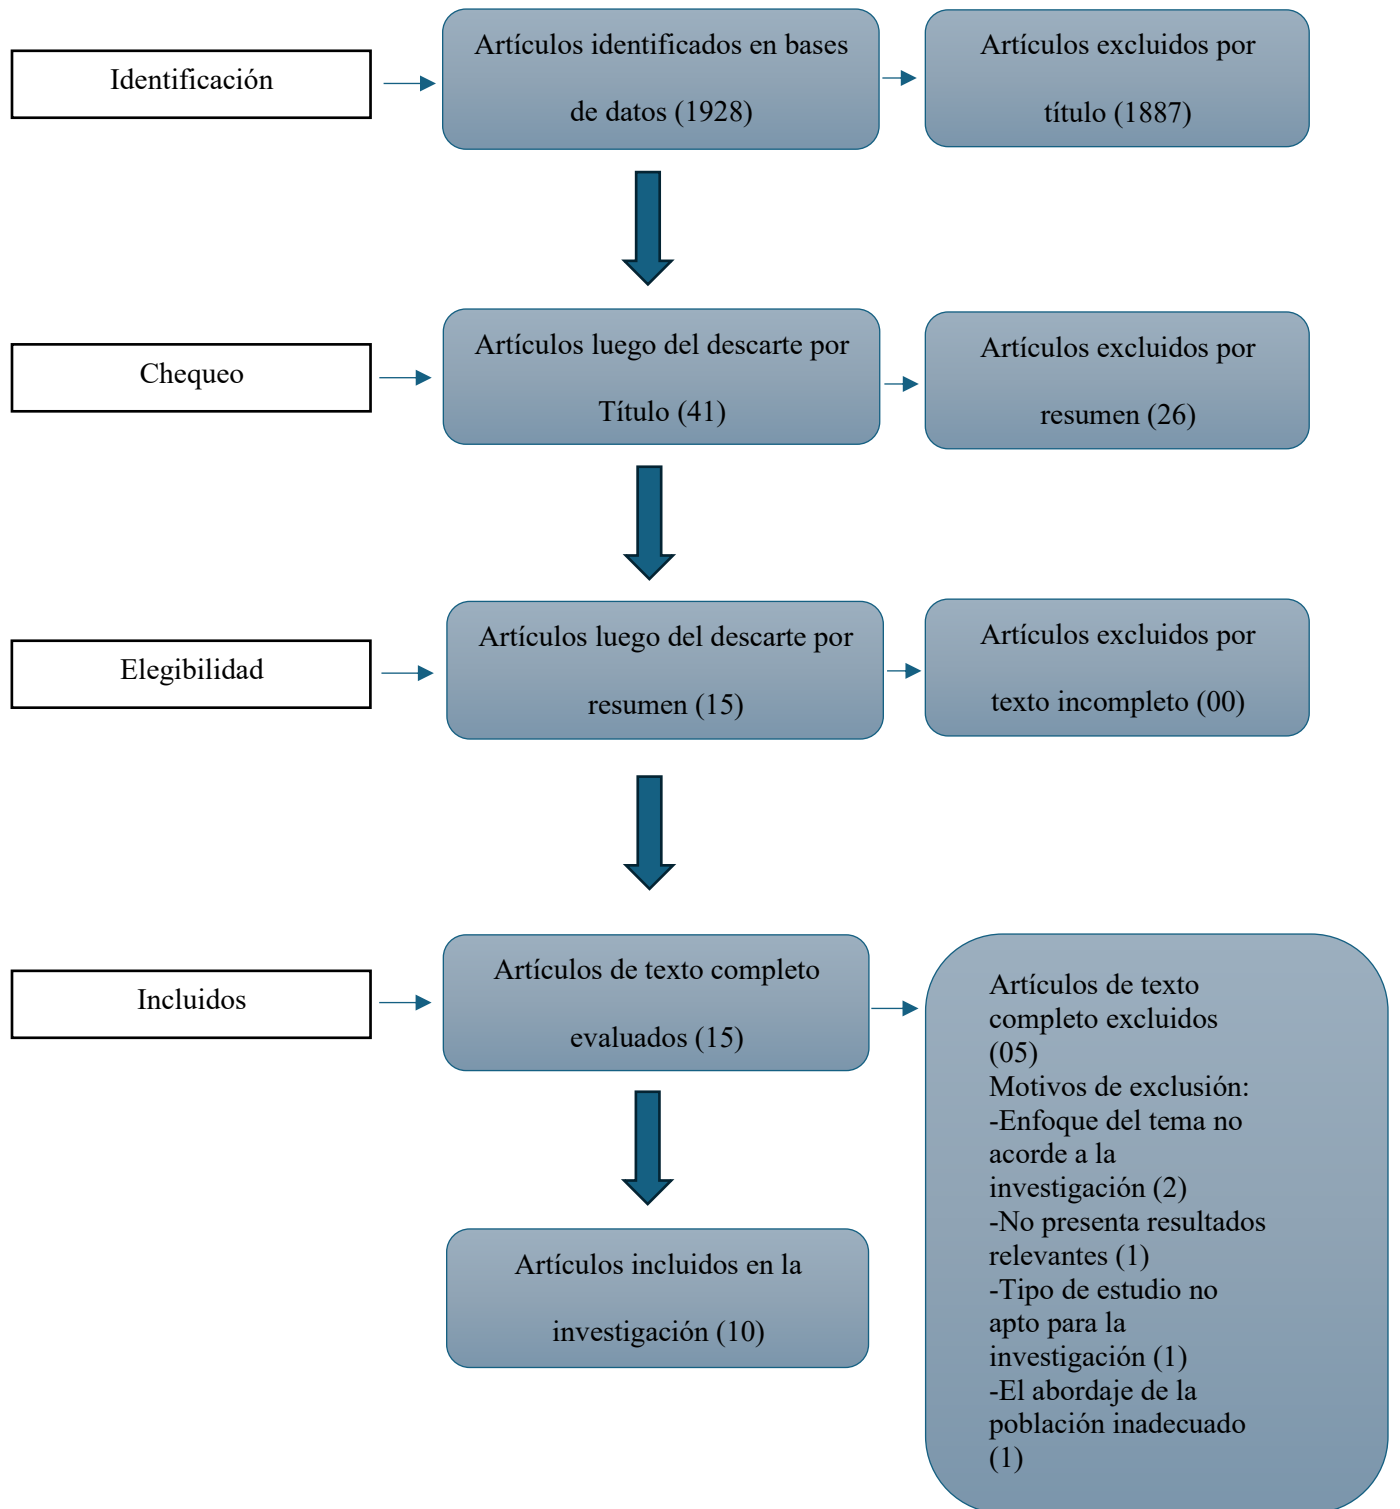 Identificación
Artículos identificados en bases
de datos (1928)
Artículos excluidos por
título (1887)
Chequeo
Artículos luego del descarte por
Título (41)
Artículos excluidos por
resumen (26)
Elegibilidad
Artículos luego del descarte por
resumen (15)
Artículos excluidos por
texto incompleto (00)
Incluidos
Artículos de texto completo
evaluados (15)
Artículos de texto
completo excluidos
(05)
Motivos de exclusión:
-Enfoque del tema no
acorde a la
investigación (2)
-No presenta resultados
relevantes (1)
-Tipo de estudio no
apto para la
investigación (1)
-El abordaje de la
población inadecuado
(1)
Artículos incluidos en la
investigación (10)